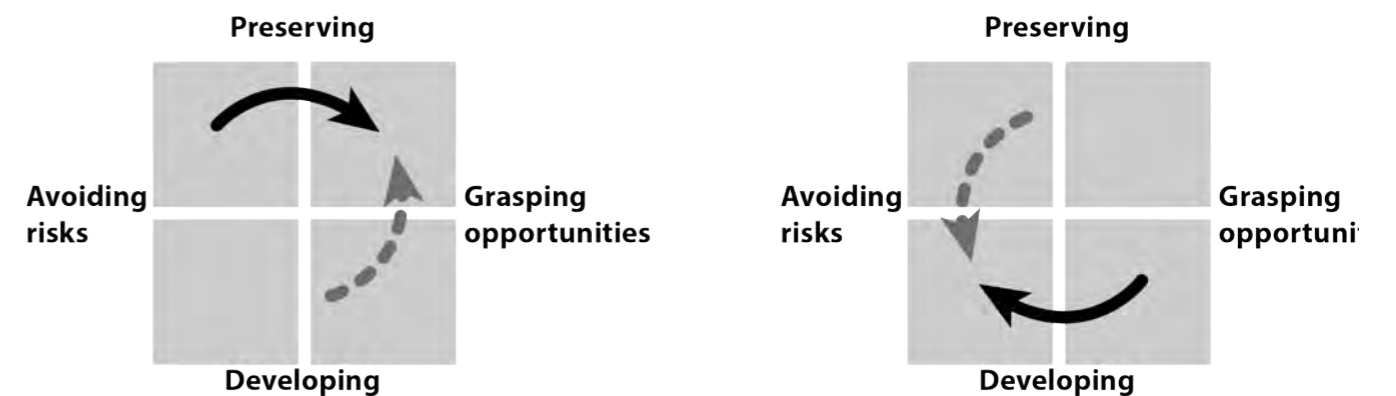 Preserving
Avoiding
risks
Grasping
opportunities
Developing
Preserving
Avoiding
risks
Grasping
opportuni
Developing